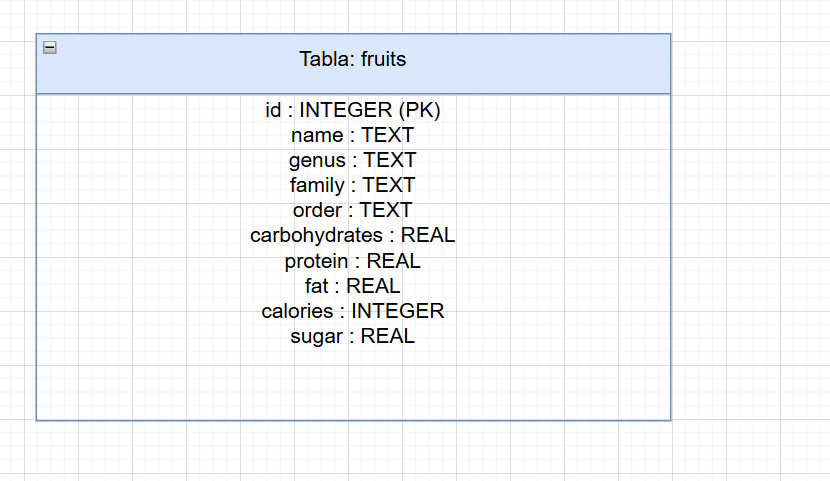 Tabla: fruits
id : INTEGER (PK)
name : TEXT
genus : TEXT
family : TEXT
order : TEXT
carbohydrates : REAL
protein : REAL
fat : REAL
calories : INTEGER
sugar : REAL